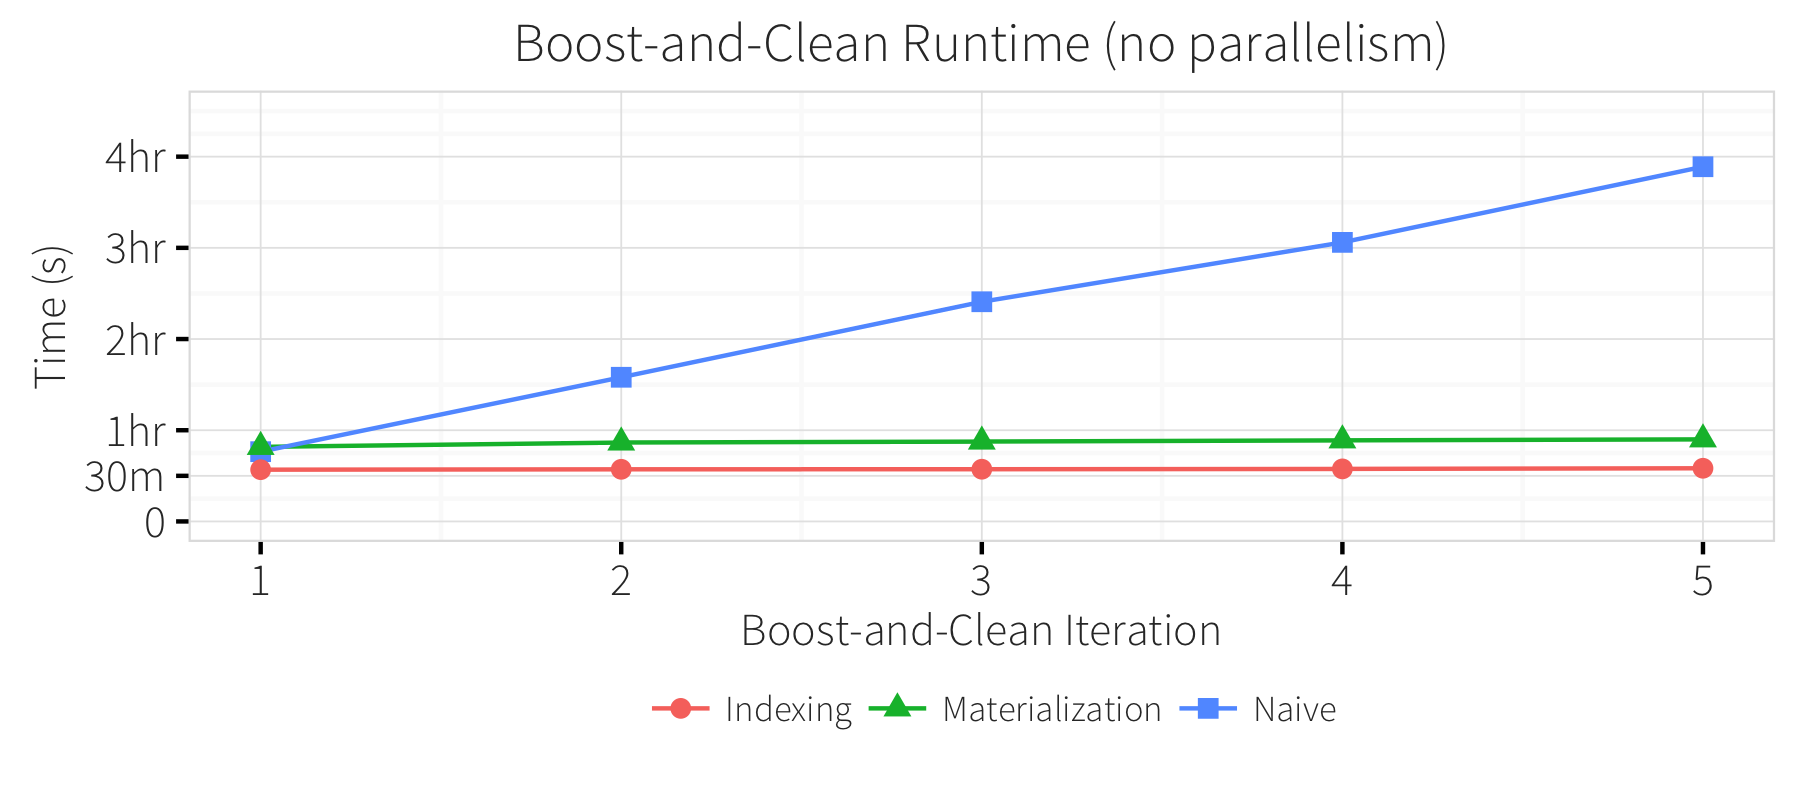 Boost-and-Clean Runtime (no parallelism)
Time (s)
4hr
3hr
2hr
1hr
30m
0
1 2 3 4 5
Boost-and-Clean Iteration
Indexing Materialization Naive